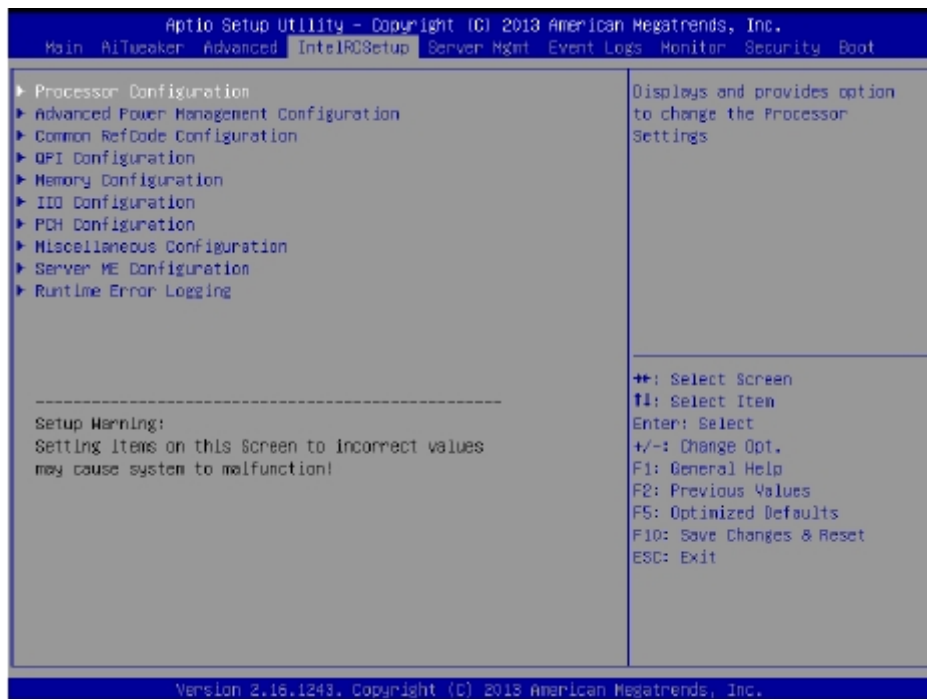 Aptio Setup Utility - Copyright (C) 2013 American Megatrends, Inc.
Main AiTweaker Advanced IntelRCSetup Server Mgmt Event Logs Monitor Security Boot
Processor Configuration
Advanced Power Management Configuration
Common RefCode Configuration
QPI Configuration
Memory Configuration
IIO Configuration
PCH Configuration
Miscellaneous Configuration
Server ME Configuration
Runtime Error Logging
--------------------------------------------------
Setup Warning:
Setting items on this Screen to incorrect values
may cause system to malfunction!
Displays and provides option
to change the Processor
Settings
→←: Select Screen
↑↓: Select Item
Enter: Select
+/-: Change Opt.
F1: General Help
F2: Previous Values
F5: Optimized Defaults
F10: Save Changes & Reset
ESC: Exit
Version 2.16.1243. Copyright (C) 2013 American Megatrends, Inc.